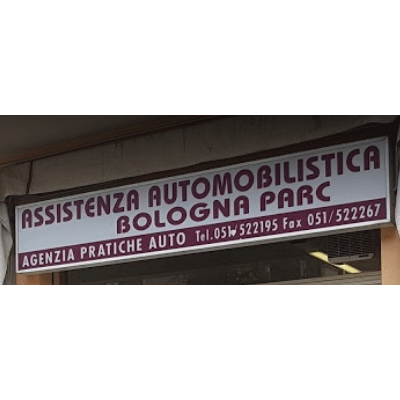 ASSISTENZA AUTOMOBILISTICA
BOLOGNA PARC
AGENZIA PRATICHE AUTO Tel.051/522195 Fax 051/522267